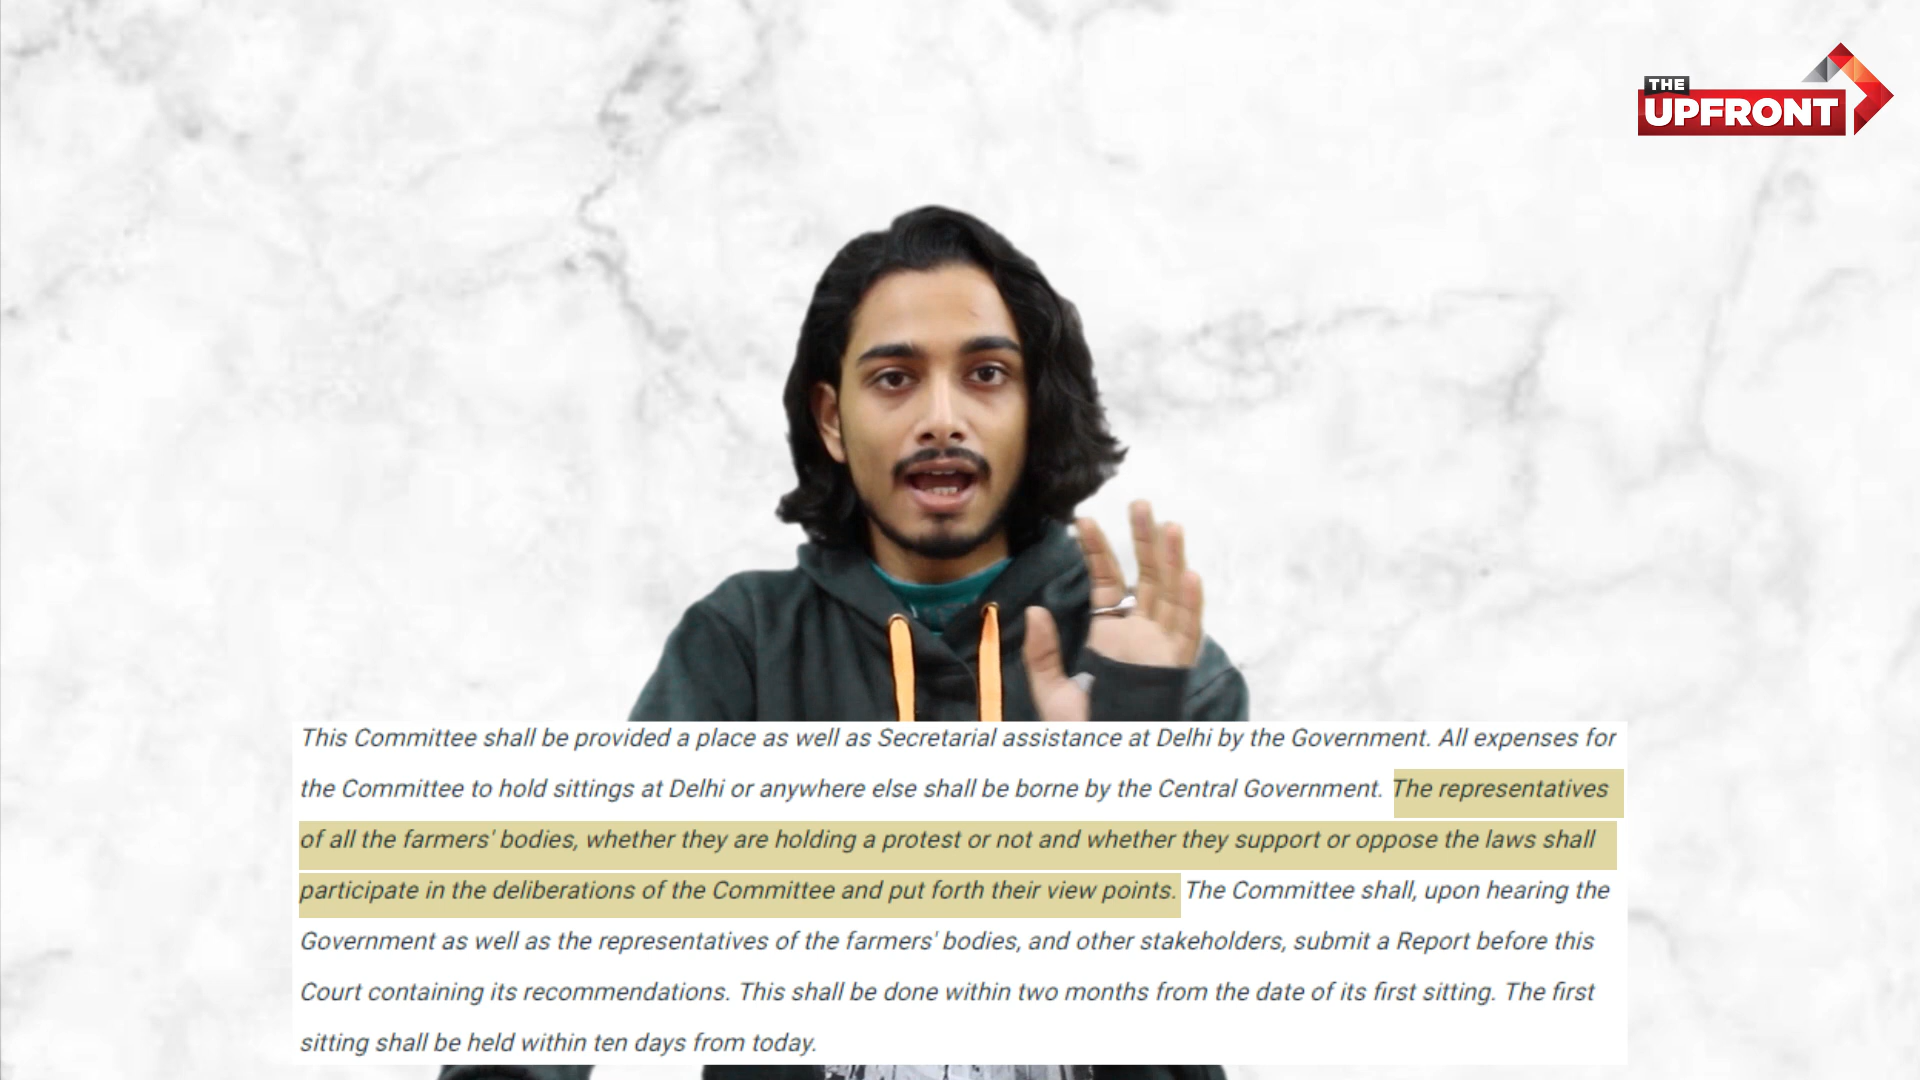 THE
UPFRONT
This Committee shall be provided a place as well as Secretarial assistance at Delhi by the Government. All expenses for
the Committee to hold sittings at Delhi or anywhere else shall be borne by the Central Government. The representatives
of all the farmers' bodies, whether they are holding a protest or not and whether they support or oppose the laws shall
participate in the deliberations of the Committee and put forth their view points. The Committee shall, upon hearing the
Government as well as the representatives of the farmers' bodies, and other stakeholders, submit a Report before this
Court containing its recommendations. This shall be done within two months from the date of its first sitting. The first
sitting shall be held within ten days from today.